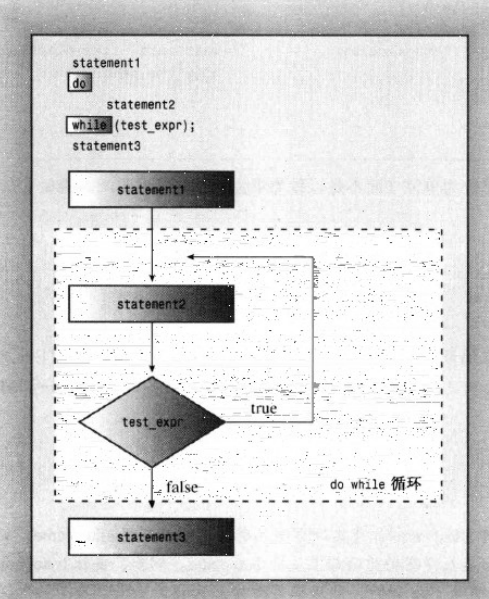 statement1
do
statement2
while (test_expr);
statement3
statement1
statement2
test_expr
true
false
do while 循环
statement3